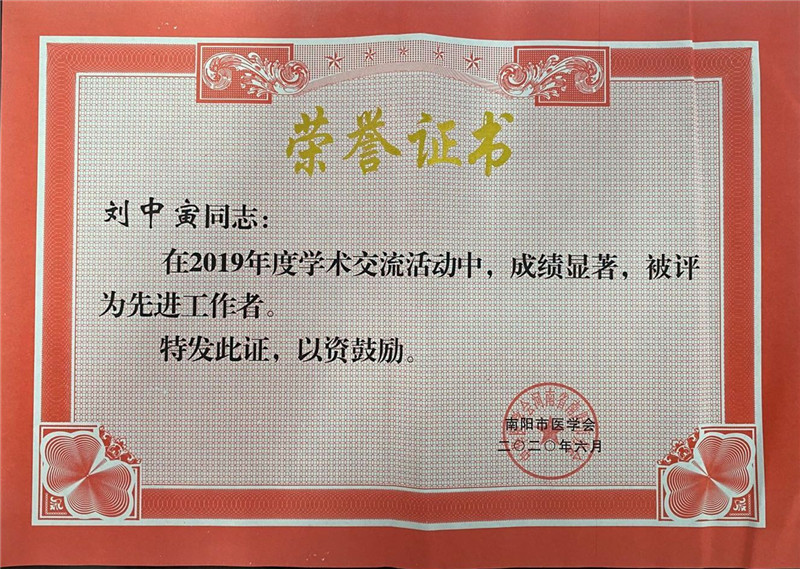 荣誉证书
刘中寅同志：
在2019年度学术交流活动中，成绩显著，被评
为先进工作者。
特发此证，以资鼓励。
南阳市医学会
二〇二〇年六月